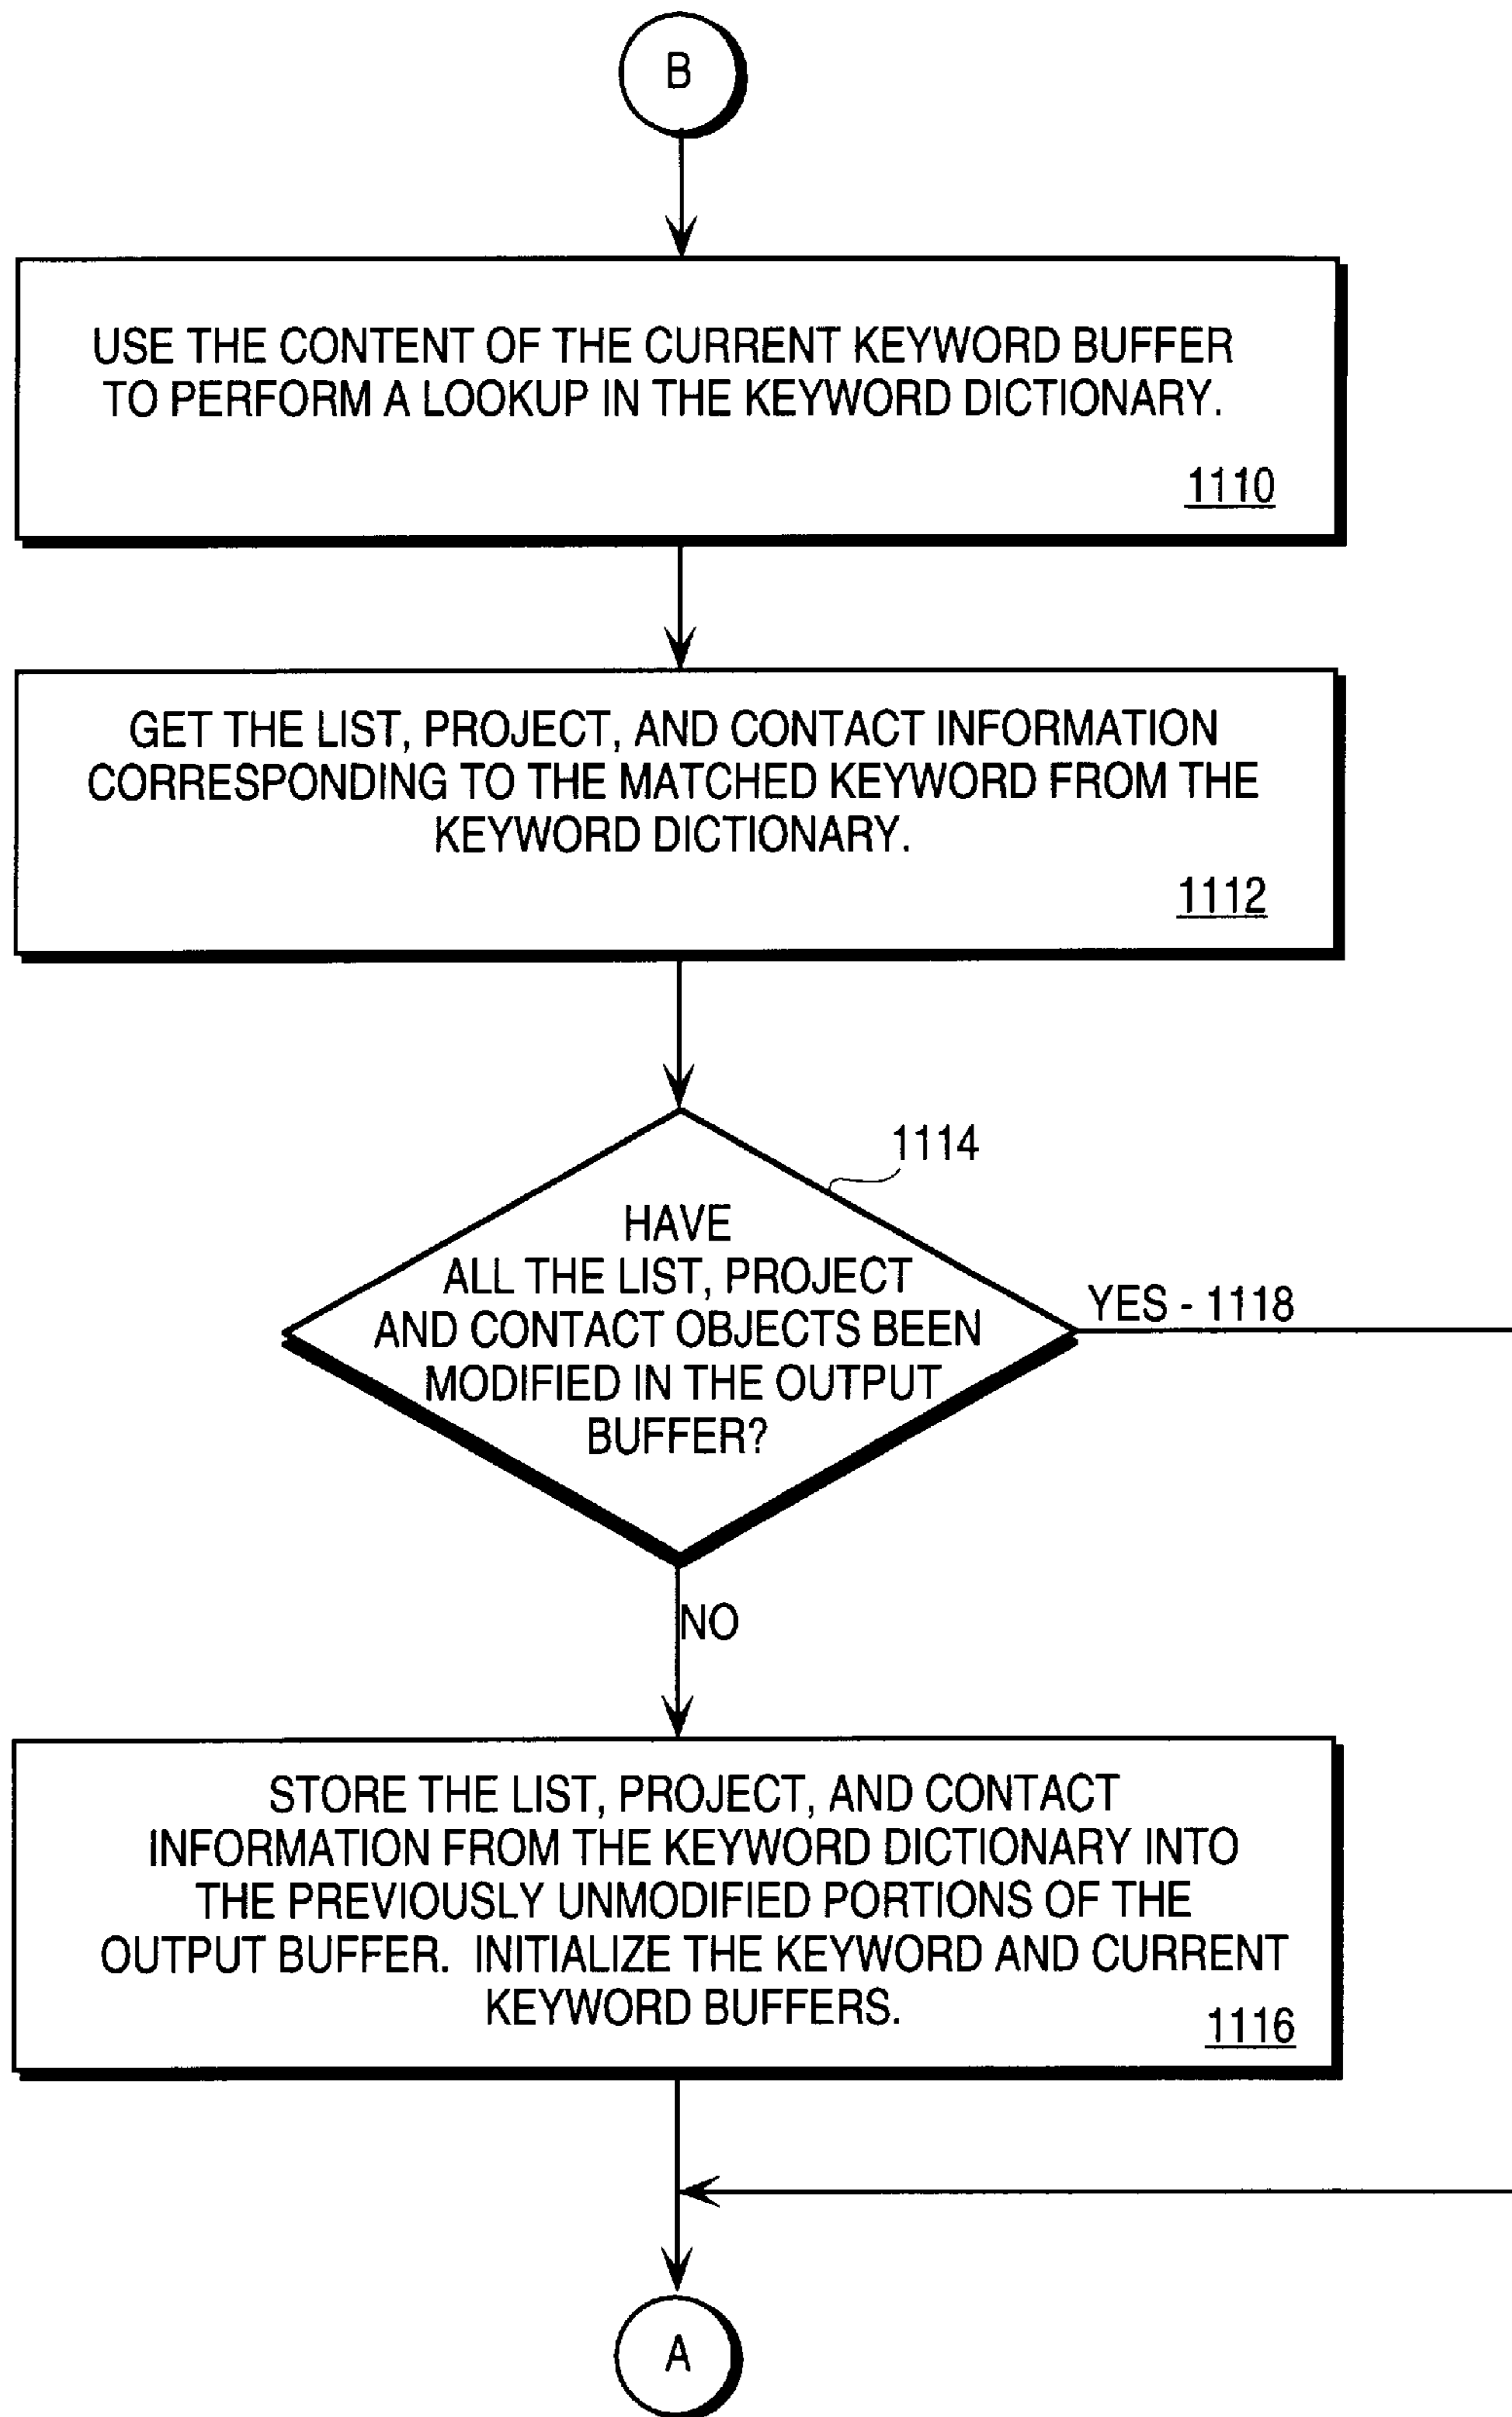 B
USE THE CONTENT OF THE CURRENT KEYWORD BUFFER
TO PERFORM A LOOKUP IN THE KEYWORD DICTIONARY.
1110
GET THE LIST, PROJECT, AND CONTACT INFORMATION
CORRESPONDING TO THE MATCHED KEYWORD FROM THE
KEYWORD DICTIONARY.
1112
1114
HAVE
ALL THE LIST, PROJECT
AND CONTACT OBJECTS BEEN
MODIFIED IN THE OUTPUT
BUFFER?
YES - 1118
NO
STORE THE LIST, PROJECT, AND CONTACT
INFORMATION FROM THE KEYWORD DICTIONARY INTO
THE PREVIOUSLY UNMODIFIED PORTIONS OF THE
OUTPUT BUFFER.  INITIALIZE THE KEYWORD AND CURRENT
KEYWORD BUFFERS.
1116
A